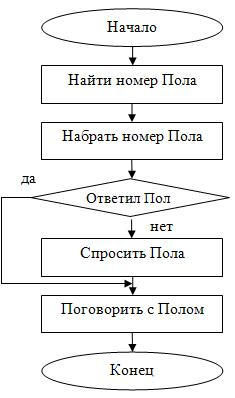 Начало
Найти номер Пола
Набрать номер Пола
да
Ответил Пол
нет
Спросить Пола
Поговорить с Полом
Конец